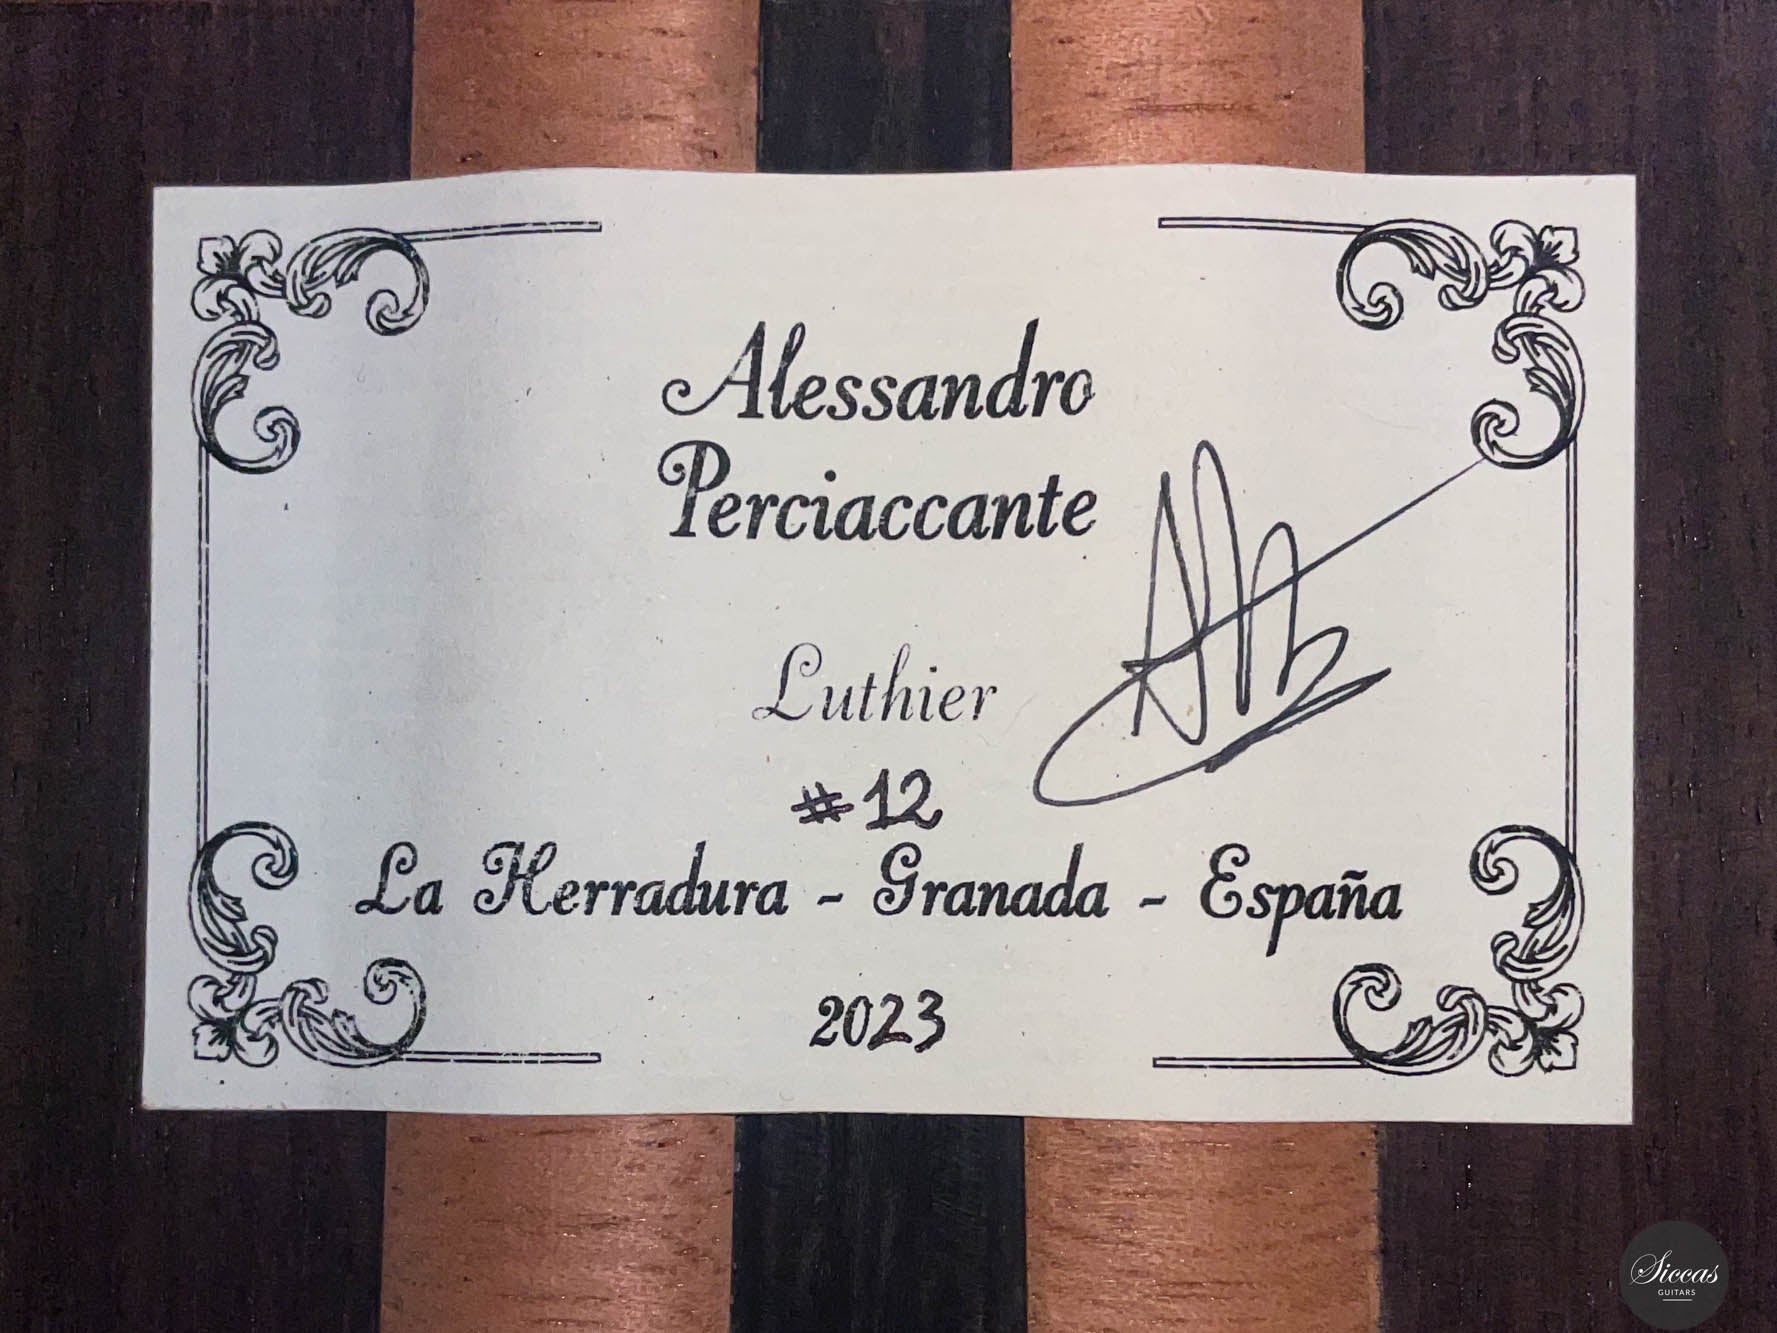 Alessandro
Perciaccante
Luthier
#12
La Herradura - Granada - España
2023
Siccas
GUITARS